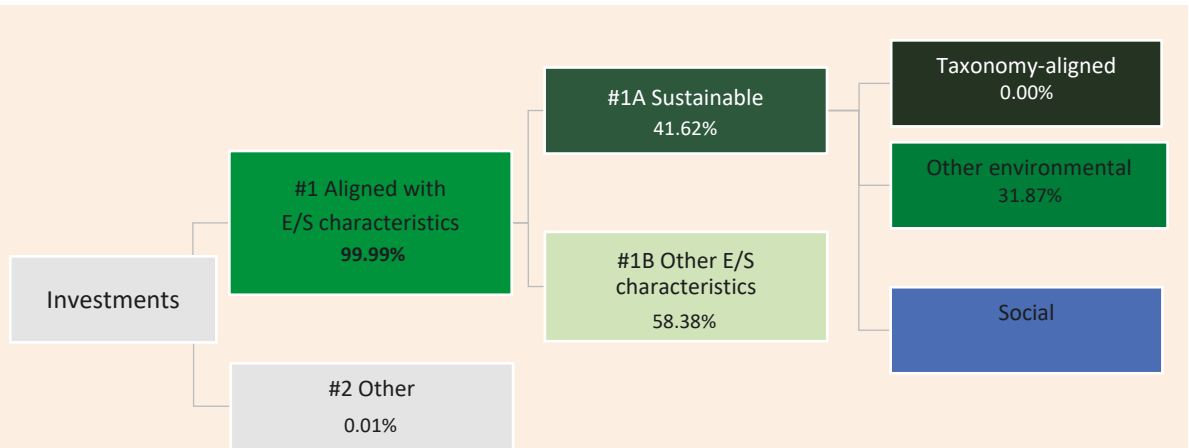 Investments
#1 Aligned with
E/S characteristics
99.99%
#2 Other
0.01%
#1A Sustainable
41.62%
#1B Other E/S
characteristics
58.38%
Taxonomy-aligned
0.00%
Other environmental
31.87%
Social